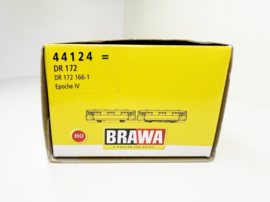 44124 =
DR 172
DR 172 166-1
Epoche IV
H0
BRAWA